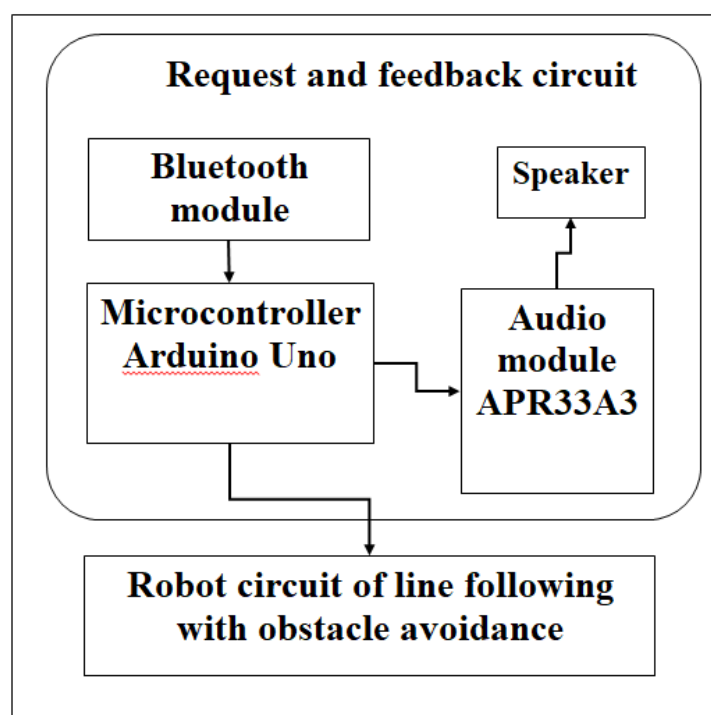 Request and feedback circuit
Bluetooth
module
Speaker
Microcontroller
Arduino Uno
Audio
module
APR33A3
Robot circuit of line following
with obstacle avoidance